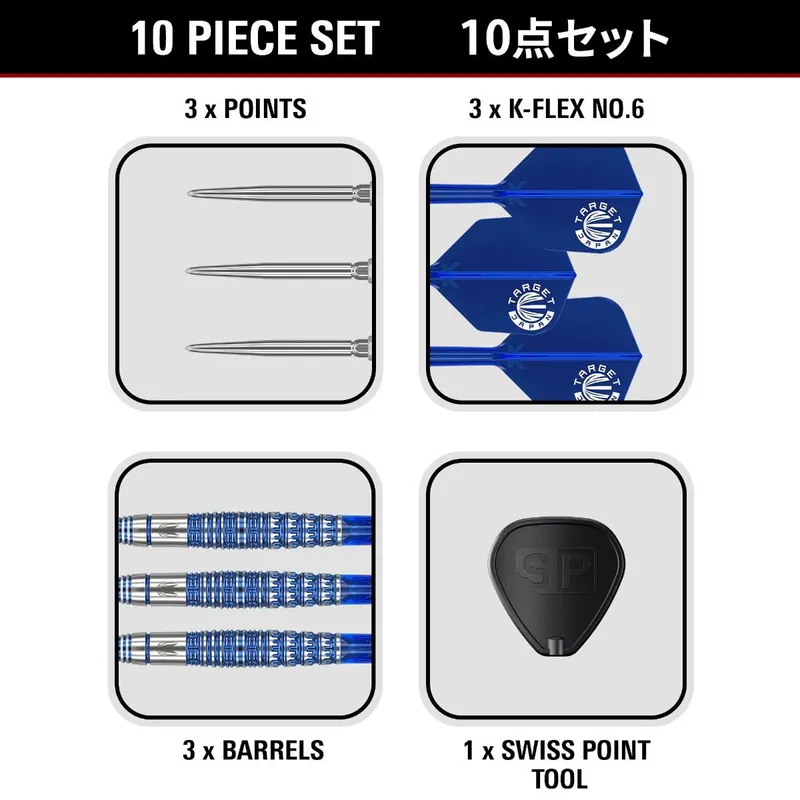 10 PIECE SET 10点セット
3 x POINTS
3 x K-FLEX NO.6
TARGET
JAPAN
TARGET
JAPAN
TARGET
3 x BARRELS
SP
1 x SWISS POINT
TOOL